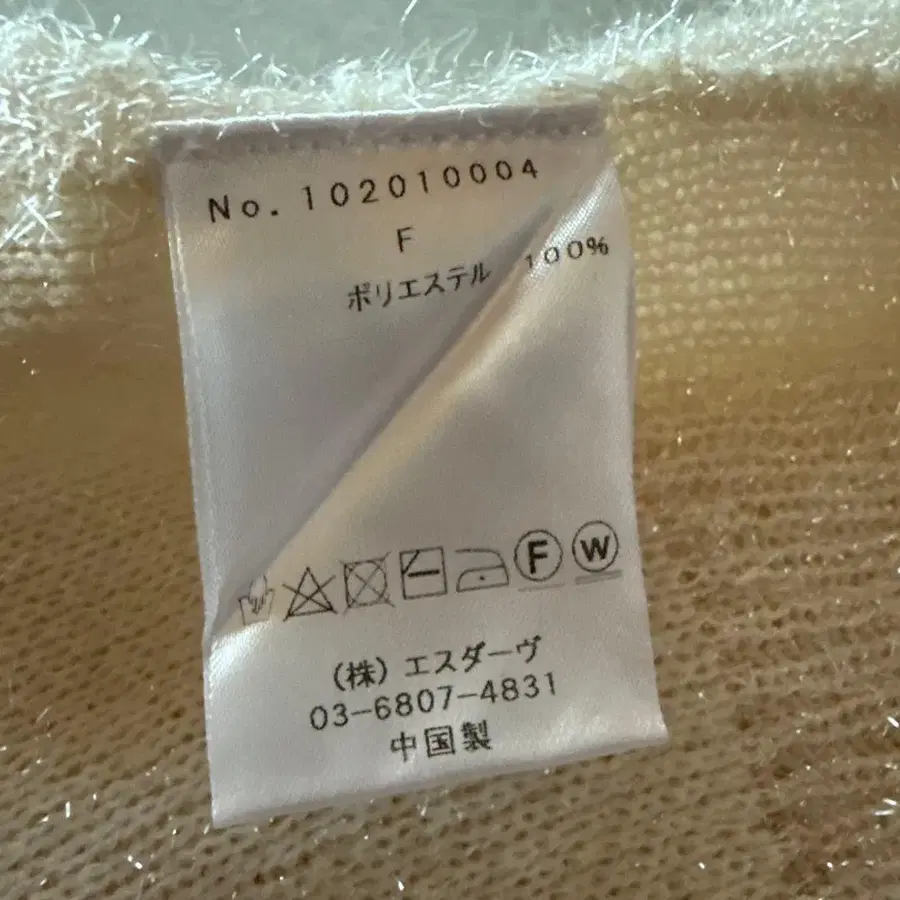 No. 102010004
F
ポリエステル 100%
F W
(株) エスダーヴ
03-6807-4831
中国製